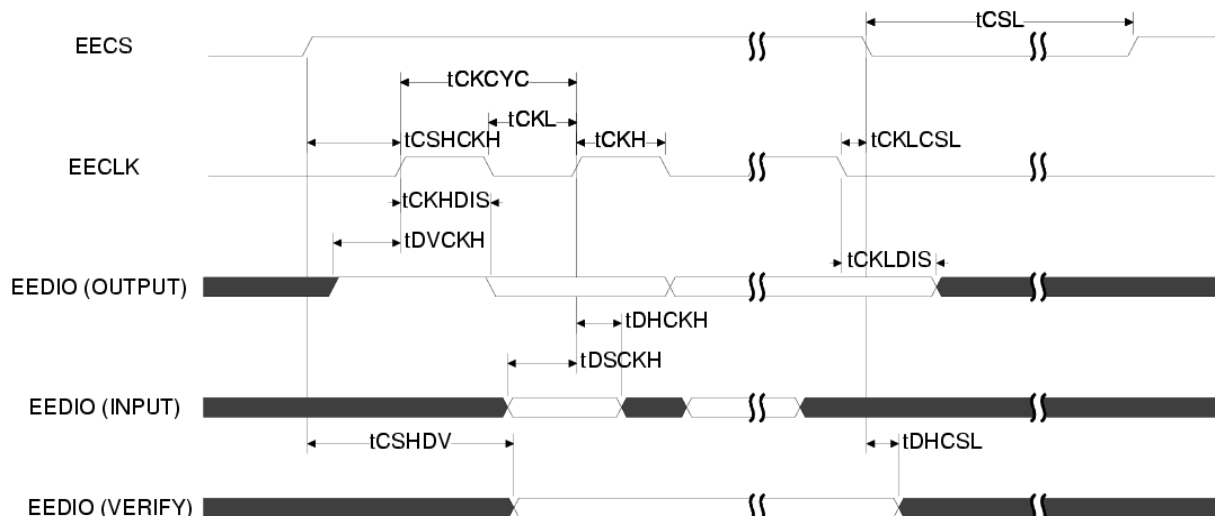 tCSL
EECS
tCKCYC
tCKL
tCSHCKH
tCKH
tCKLCSL
EECLK
tCKHDIS
tDVCKH
tCKLDIS
EEDIO (OUTPUT)
tDHCKH
tDSCKH
EEDIO (INPUT)
tCSHDV
tDHCSL
EEDIO (VERIFY)